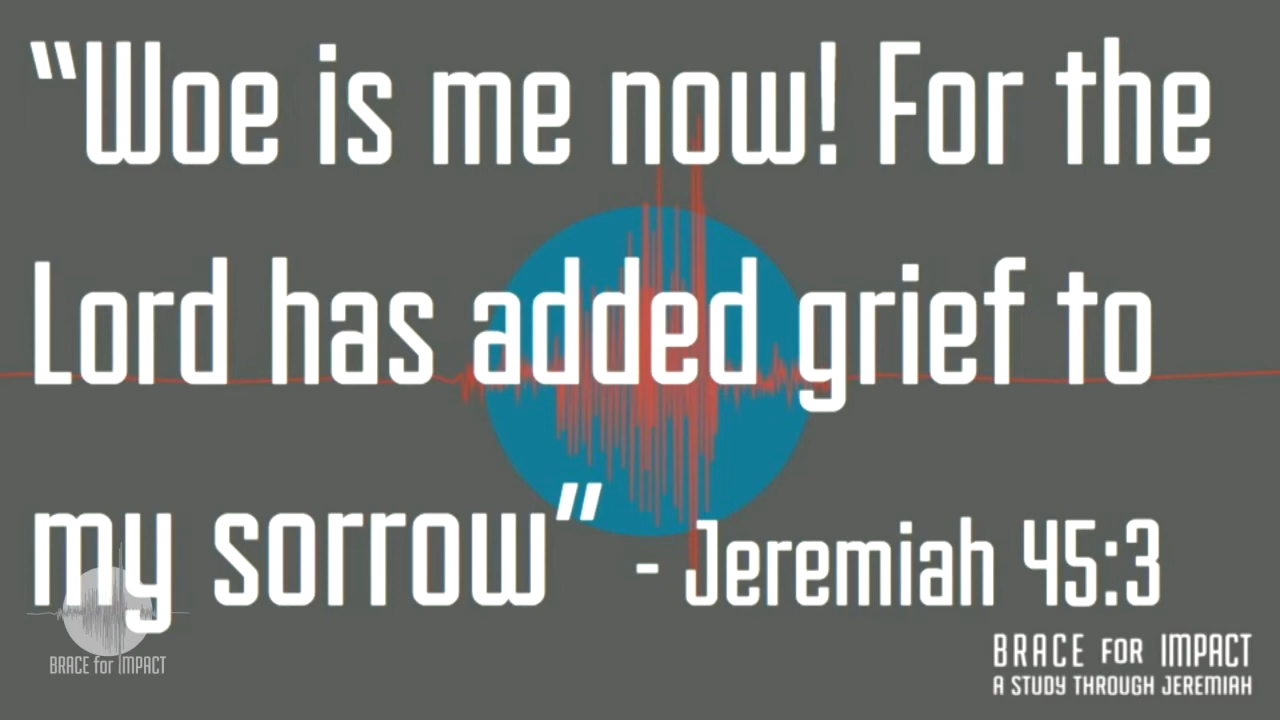 “Woe is me now! For the
Lord has added grief to
my sorrow” - Jeremiah 45:3
BRACE for IMPACT
BRACE FOR IMPACT
A STUDY THROUGH JEREMIAH